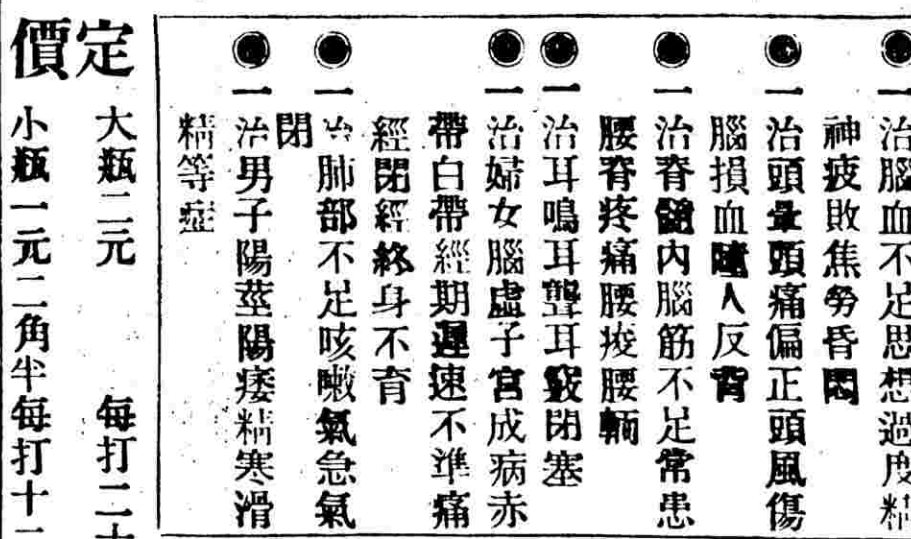 一治腦血不足思想過度精
神疲敗焦勞昏悶
一治頭暈頭痛偏正頭風傷
腦損血人反背
一治脊髓內腦筋不足常患
腰脊疼痛腰痠腰
一治耳鳴耳聾耳竅閉塞
一治婦女腦虛子宮成病赤
帶白帶經期遲速不準痛
經閉經終身不育
一治肺部不足咳嗽氣急氣
閉
一治男子陽莖陽痿精寒滑
精等症
定價
大瓶二元 每打二十
小瓶一元二角半每打十二